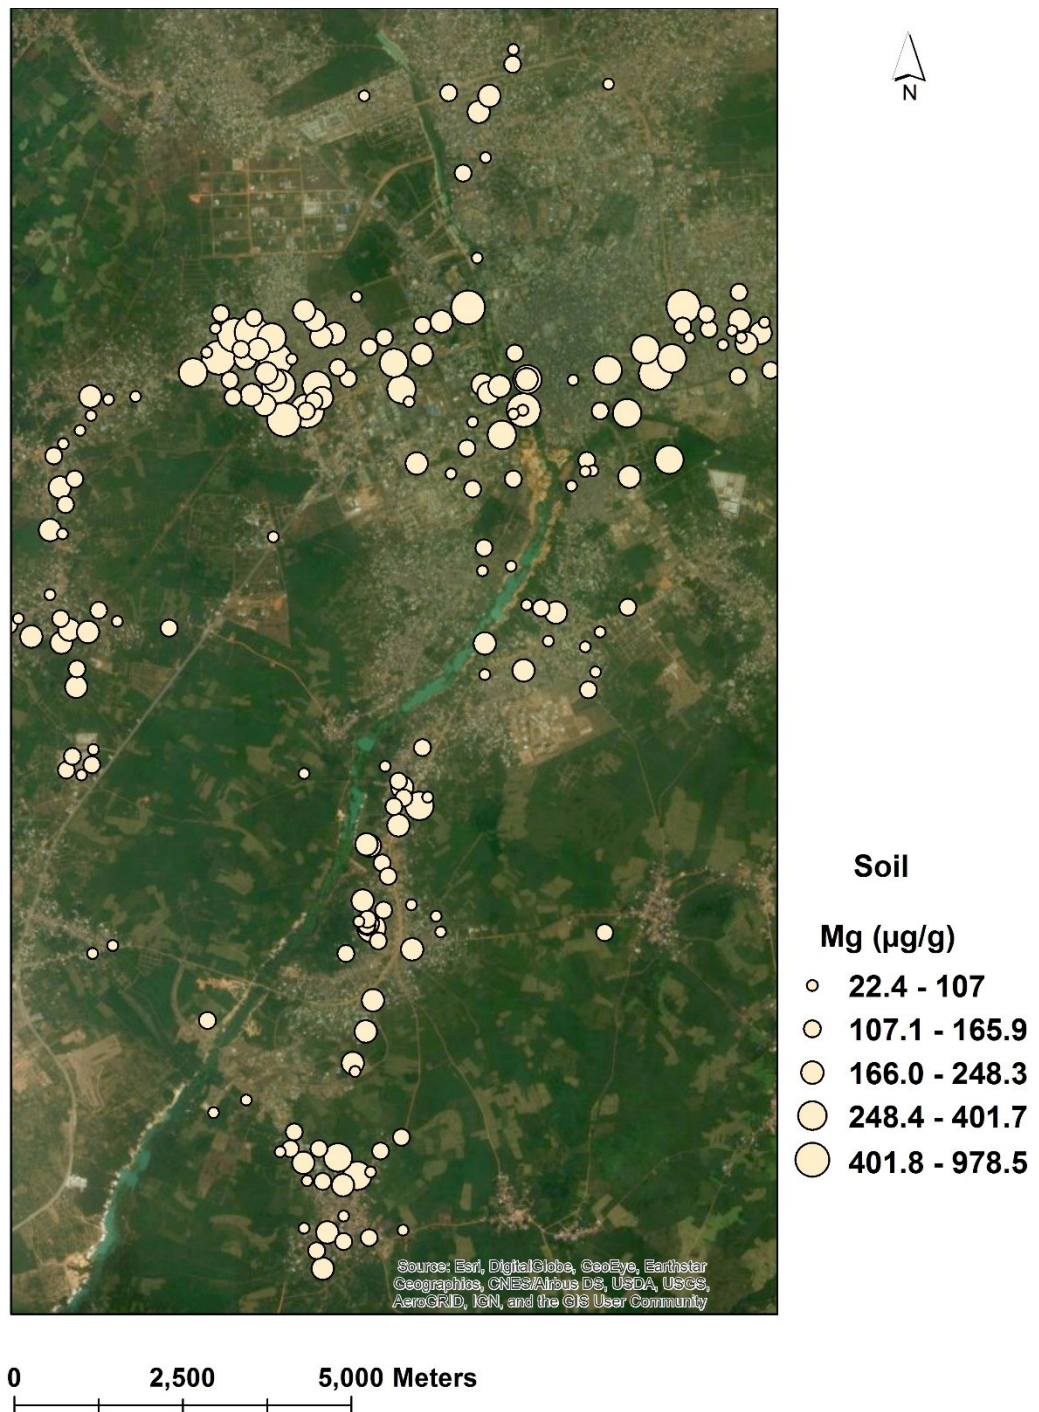 N
Soil
Mg (µg/g)
22.4 - 107
107.1 - 165.9
166.0 - 248.3
248.4 - 401.7
401.8 - 978.5
Source: Esri, DigitalGlobe, GeoEye, Earthstar
Geographics, CNES/Airbus DS, USDA, USGS,
AeroGRID, IGN, and the GIS User Community
0 2,500 5,000 Meters